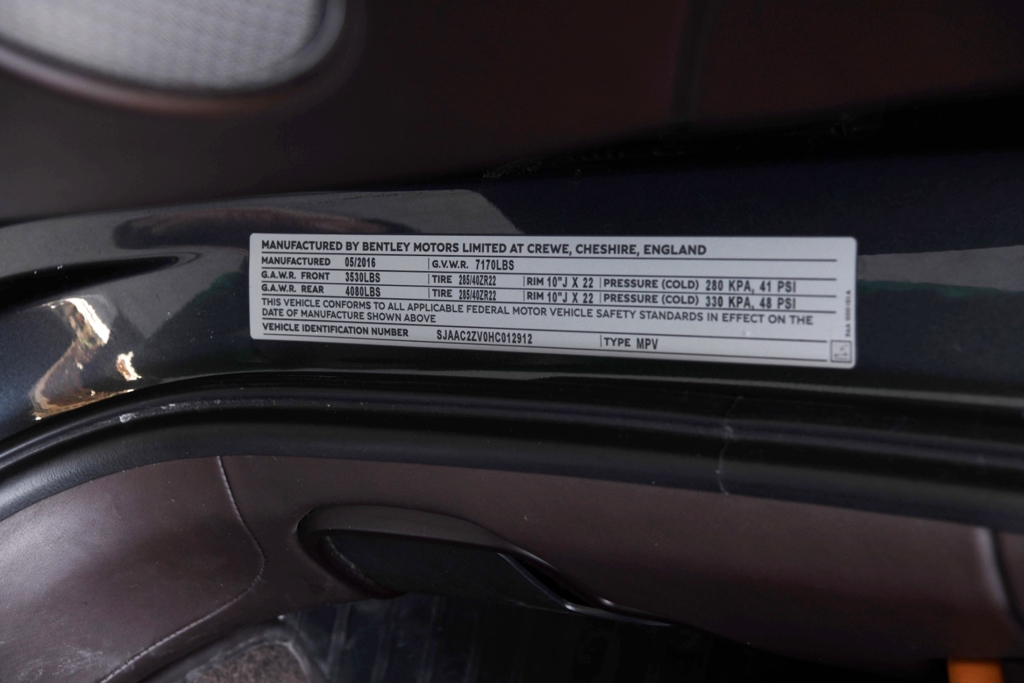 MANUFACTURED BY BENTLEY MOTORS LIMITED AT CREWE, CHESHIRE, ENGLAND
MANUFACTURED 05/2016 G.V.W.R. 7170LBS
G.A.W.R. FRONT 3530LBS TIRE 285/40ZR22 RIM 10"J X 22 PRESSURE (COLD) 280 KPA, 41 PSI
G.A.W.R. REAR 4080LBS TIRE 285/40ZR22 RIM 10"J X 22 PRESSURE (COLD) 330 KPA, 48 PSI
THIS VEHICLE CONFORMS TO ALL APPLICABLE FEDERAL MOTOR VEHICLE SAFETY STANDARDS IN EFFECT ON THE
DATE OF MANUFACTURE SHOWN ABOVE
VEHICLE IDENTIFICATION NUMBER SJAAC2ZV0HC012912 TYPE MPV